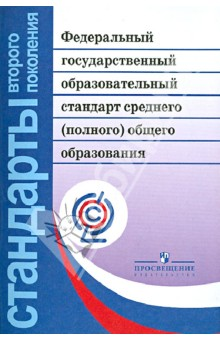 стандарты
второго
поколения
Федеральный
государственный
образовательный
стандарт среднего
(полного) общего
образования
ПРОСВЕЩЕНИЕ
ИЗДАТЕЛЬСТВО